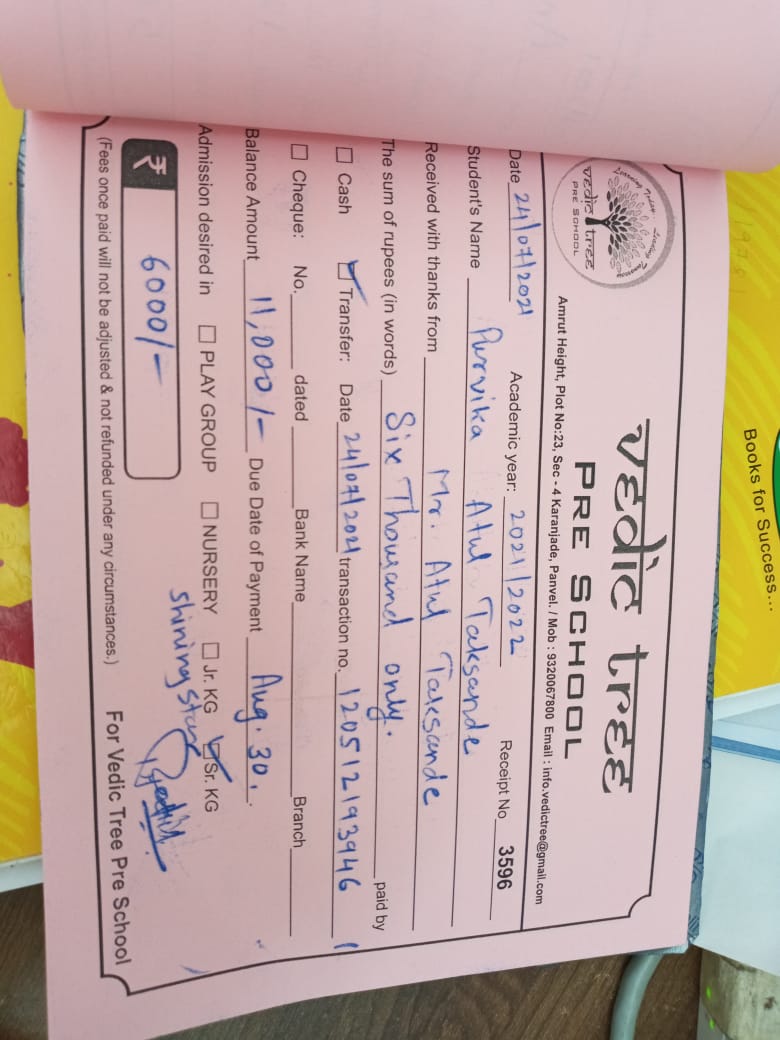 Books for Success...
Learning Today... Leading Tomorrow
vedic tree
PRE SCHOOL
vedic tree
PRE SCHOOL
Amrut Height, Plot No:23, Sec - 4 Karanjade, Panvel. / Mob : 9320067800 Email : info.vedictree@gmail.com
Date 24/07/2021 Academic year: 2021/2022 Receipt No 3596
Student's Name Purvika Atul Taksande
Received with thanks from Mr. Atul Taksande
The sum of rupees (in words) Six Thousand only. paid by
Cash Transfer: Date 24/07/2021 transaction no. 120512193946
Cheque: No. dated Bank Name Branch
Balance Amount 11,000/- Due Date of Payment Aug. 30.
Admission desired in PLAY GROUP NURSERY Jr. KG Sr. KG
Shining Star
₹ 6000/-
(Fees once paid will not be adjusted & not refunded under any circumstances.) For Vedic Tree Pre School